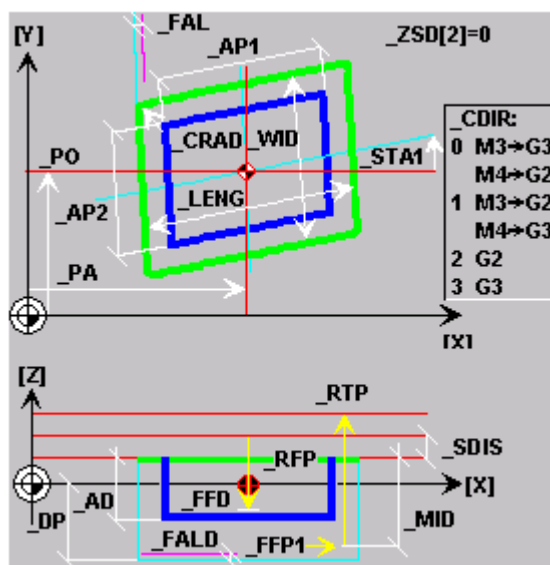 [Y]
_FAL
_AP1
_ZSD[2]=0
_CDIR:
0 M3→G3
M4→G2
1 M3→G2
M4→G3
2 G2
3 G3
_PO
_CRAD
_WID
_STA1
_AP2
_LENG
_PA
[X]
[Z]
_RTP
_SDIS
_RFP
[X]
_AD
_FFD
_DP
_MID
_FALD
_FFP1